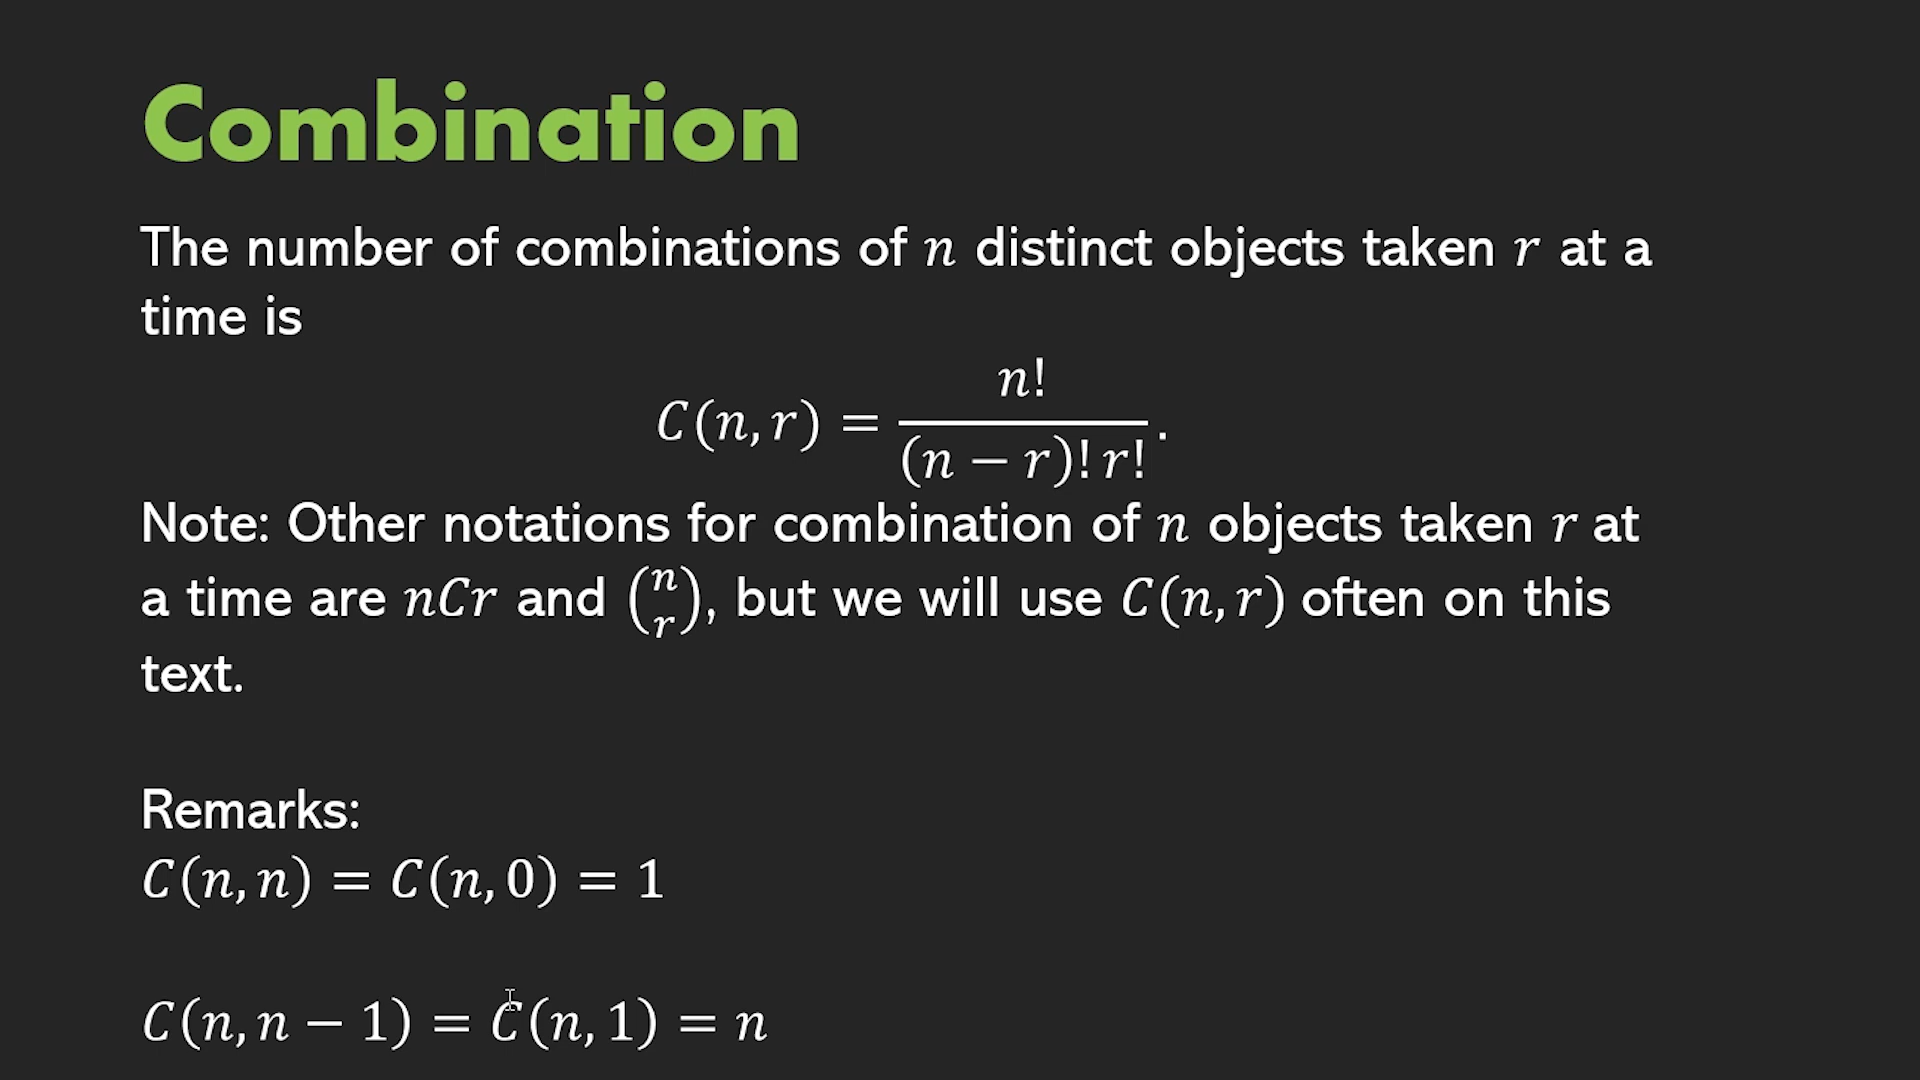 Combination
The number of combinations of n distinct objects taken r at a
time is
C(n, r) = n! / (n − r)! r! .
Note: Other notations for combination of n objects taken r at
a time are nCr and (n r), but we will use C(n, r) often on this
text.
Remarks:
C(n, n) = C(n, 0) = 1
C(n, n − 1) = C(n, 1) = n